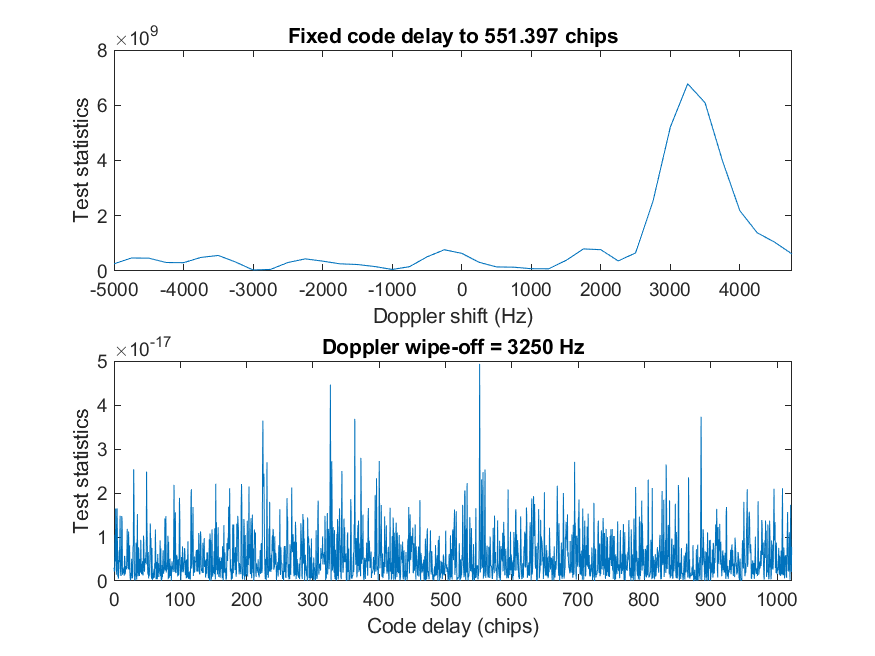 ×10^9
Fixed code delay to 551.397 chips
8
6
4
2
0
Test statistics
-5000 -4000 -3000 -2000 -1000 0 1000 2000 3000 4000
Doppler shift (Hz)
×10^-17
Doppler wipe-off = 3250 Hz
5
4
3
2
1
0
Test statistics
0 100 200 300 400 500 600 700 800 900 1000
Code delay (chips)